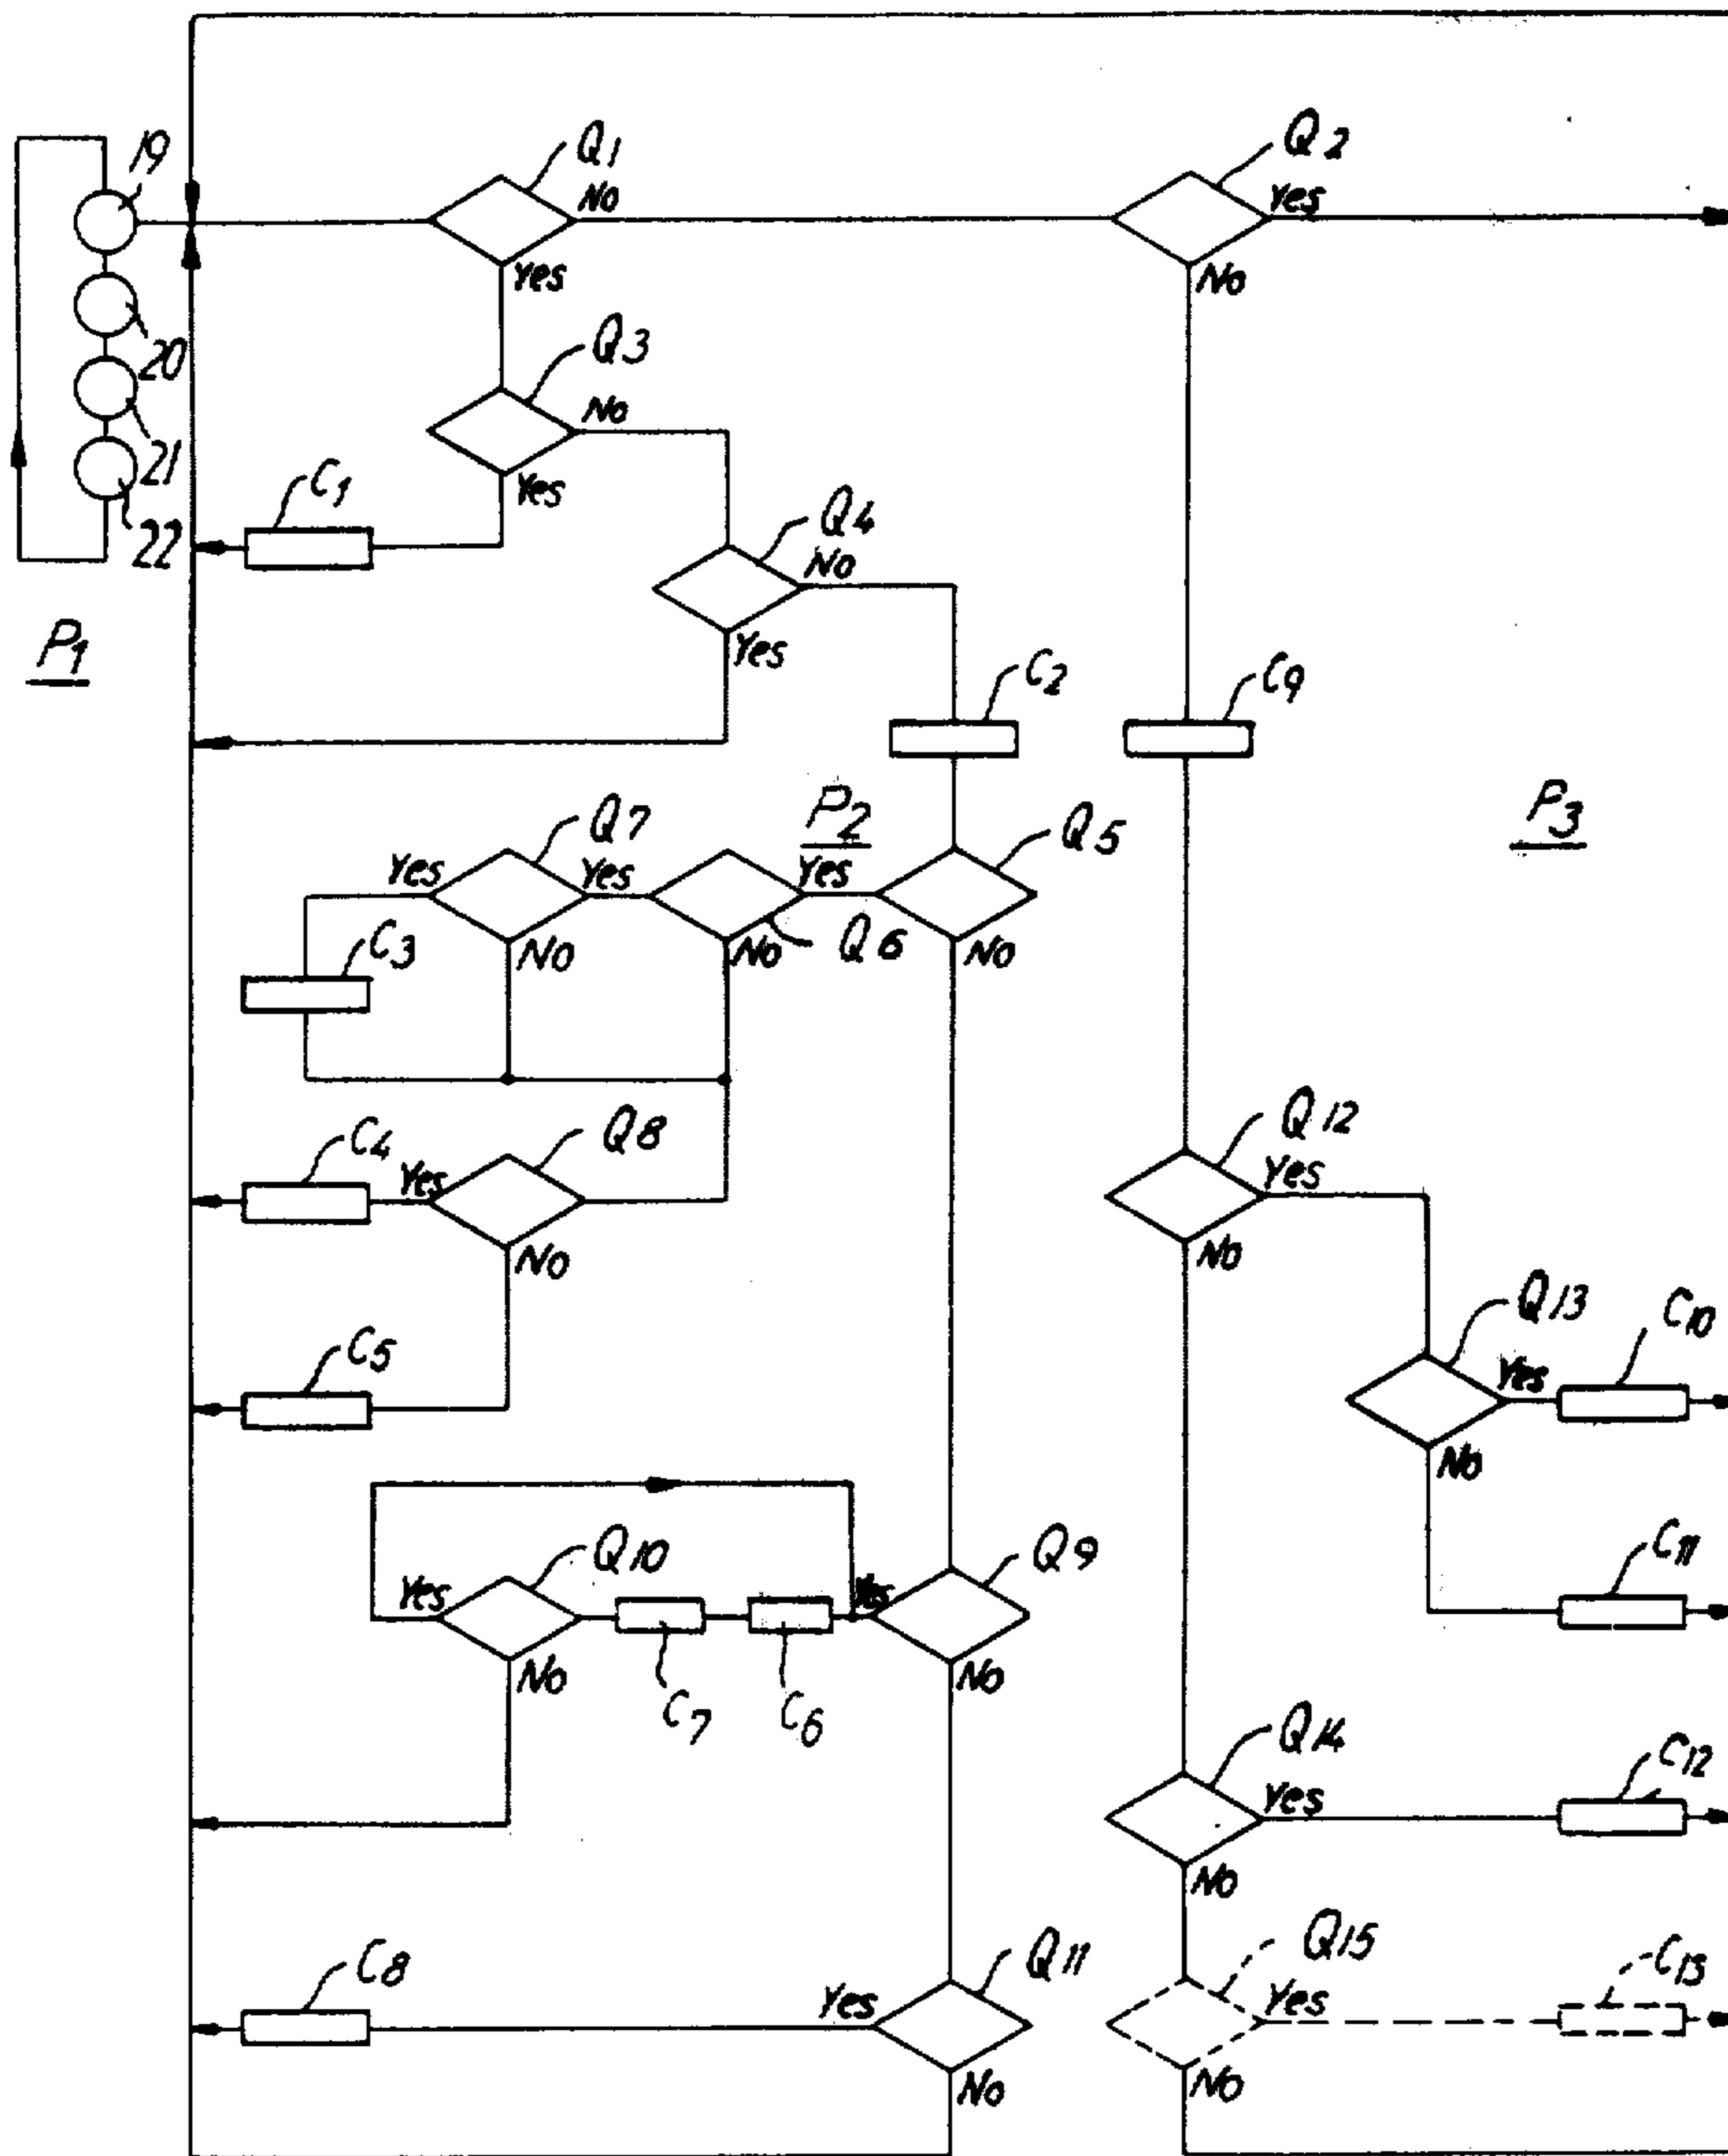 19
Q1
No
Yes
Q2
Yes
No
20
21
22
Q3
No
Yes
C1
Q4
No
Yes
P1
C2
C9
P2
P3
Q7
Yes
Yes
No
Q6
No
Yes
Q5
No
C3
C4
Yes
Q8
No
Q12
Yes
No
C5
Q13
Yes
No
C10
C11
Q10
Yes
No
C7
C6
Yes
Q9
No
Q14
Yes
No
C12
C8
Yes
Q11
No
Q15
Yes
No
C13